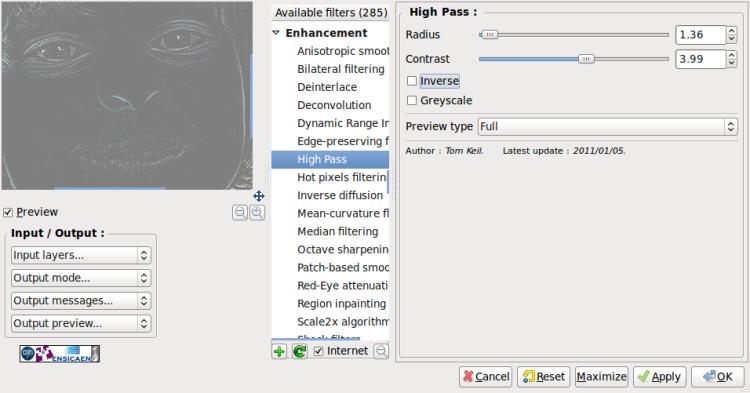 Preview
Input / Output :
Input layers...
Output mode...
Output messages...
Output preview...
ENSICAEN
Available filters (285)
Enhancement
Anisotropic smoot
Bilateral filtering
Deinterlace
Deconvolution
Dynamic Range In
Edge-preserving f
High Pass
Hot pixels filterin
Inverse diffusion
Mean-curvature fl
Median filtering
Octave sharpenin
Patch-based smoo
Red-Eye attenuati
Region inpainting
Scale2x algorithm
Shock filters
Internet
High Pass :
Radius 1.36
Contrast 3.99
Inverse
Greyscale
Preview type Full
Author : Tom Keil. Latest update : 2011/01/05.
Cancel Reset Maximize Apply OK